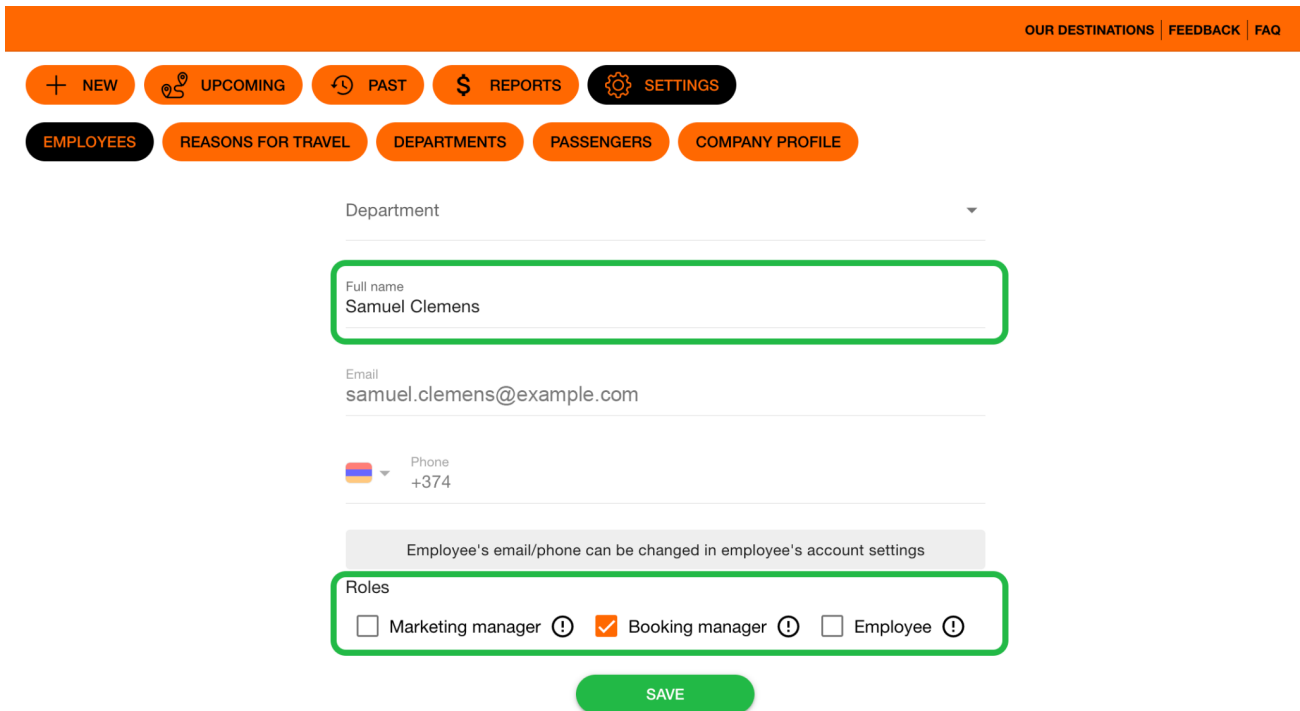 OUR DESTINATIONS FEEDBACK FAQ
NEW UPCOMING PAST REPORTS SETTINGS
EMPLOYEES REASONS FOR TRAVEL DEPARTMENTS PASSENGERS COMPANY PROFILE
Department
Full name
Samuel Clemens
Email
samuel.clemens@example.com
Phone
+374
Employee's email/phone can be changed in employee's account settings
Roles
Marketing manager Booking manager Employee
SAVE